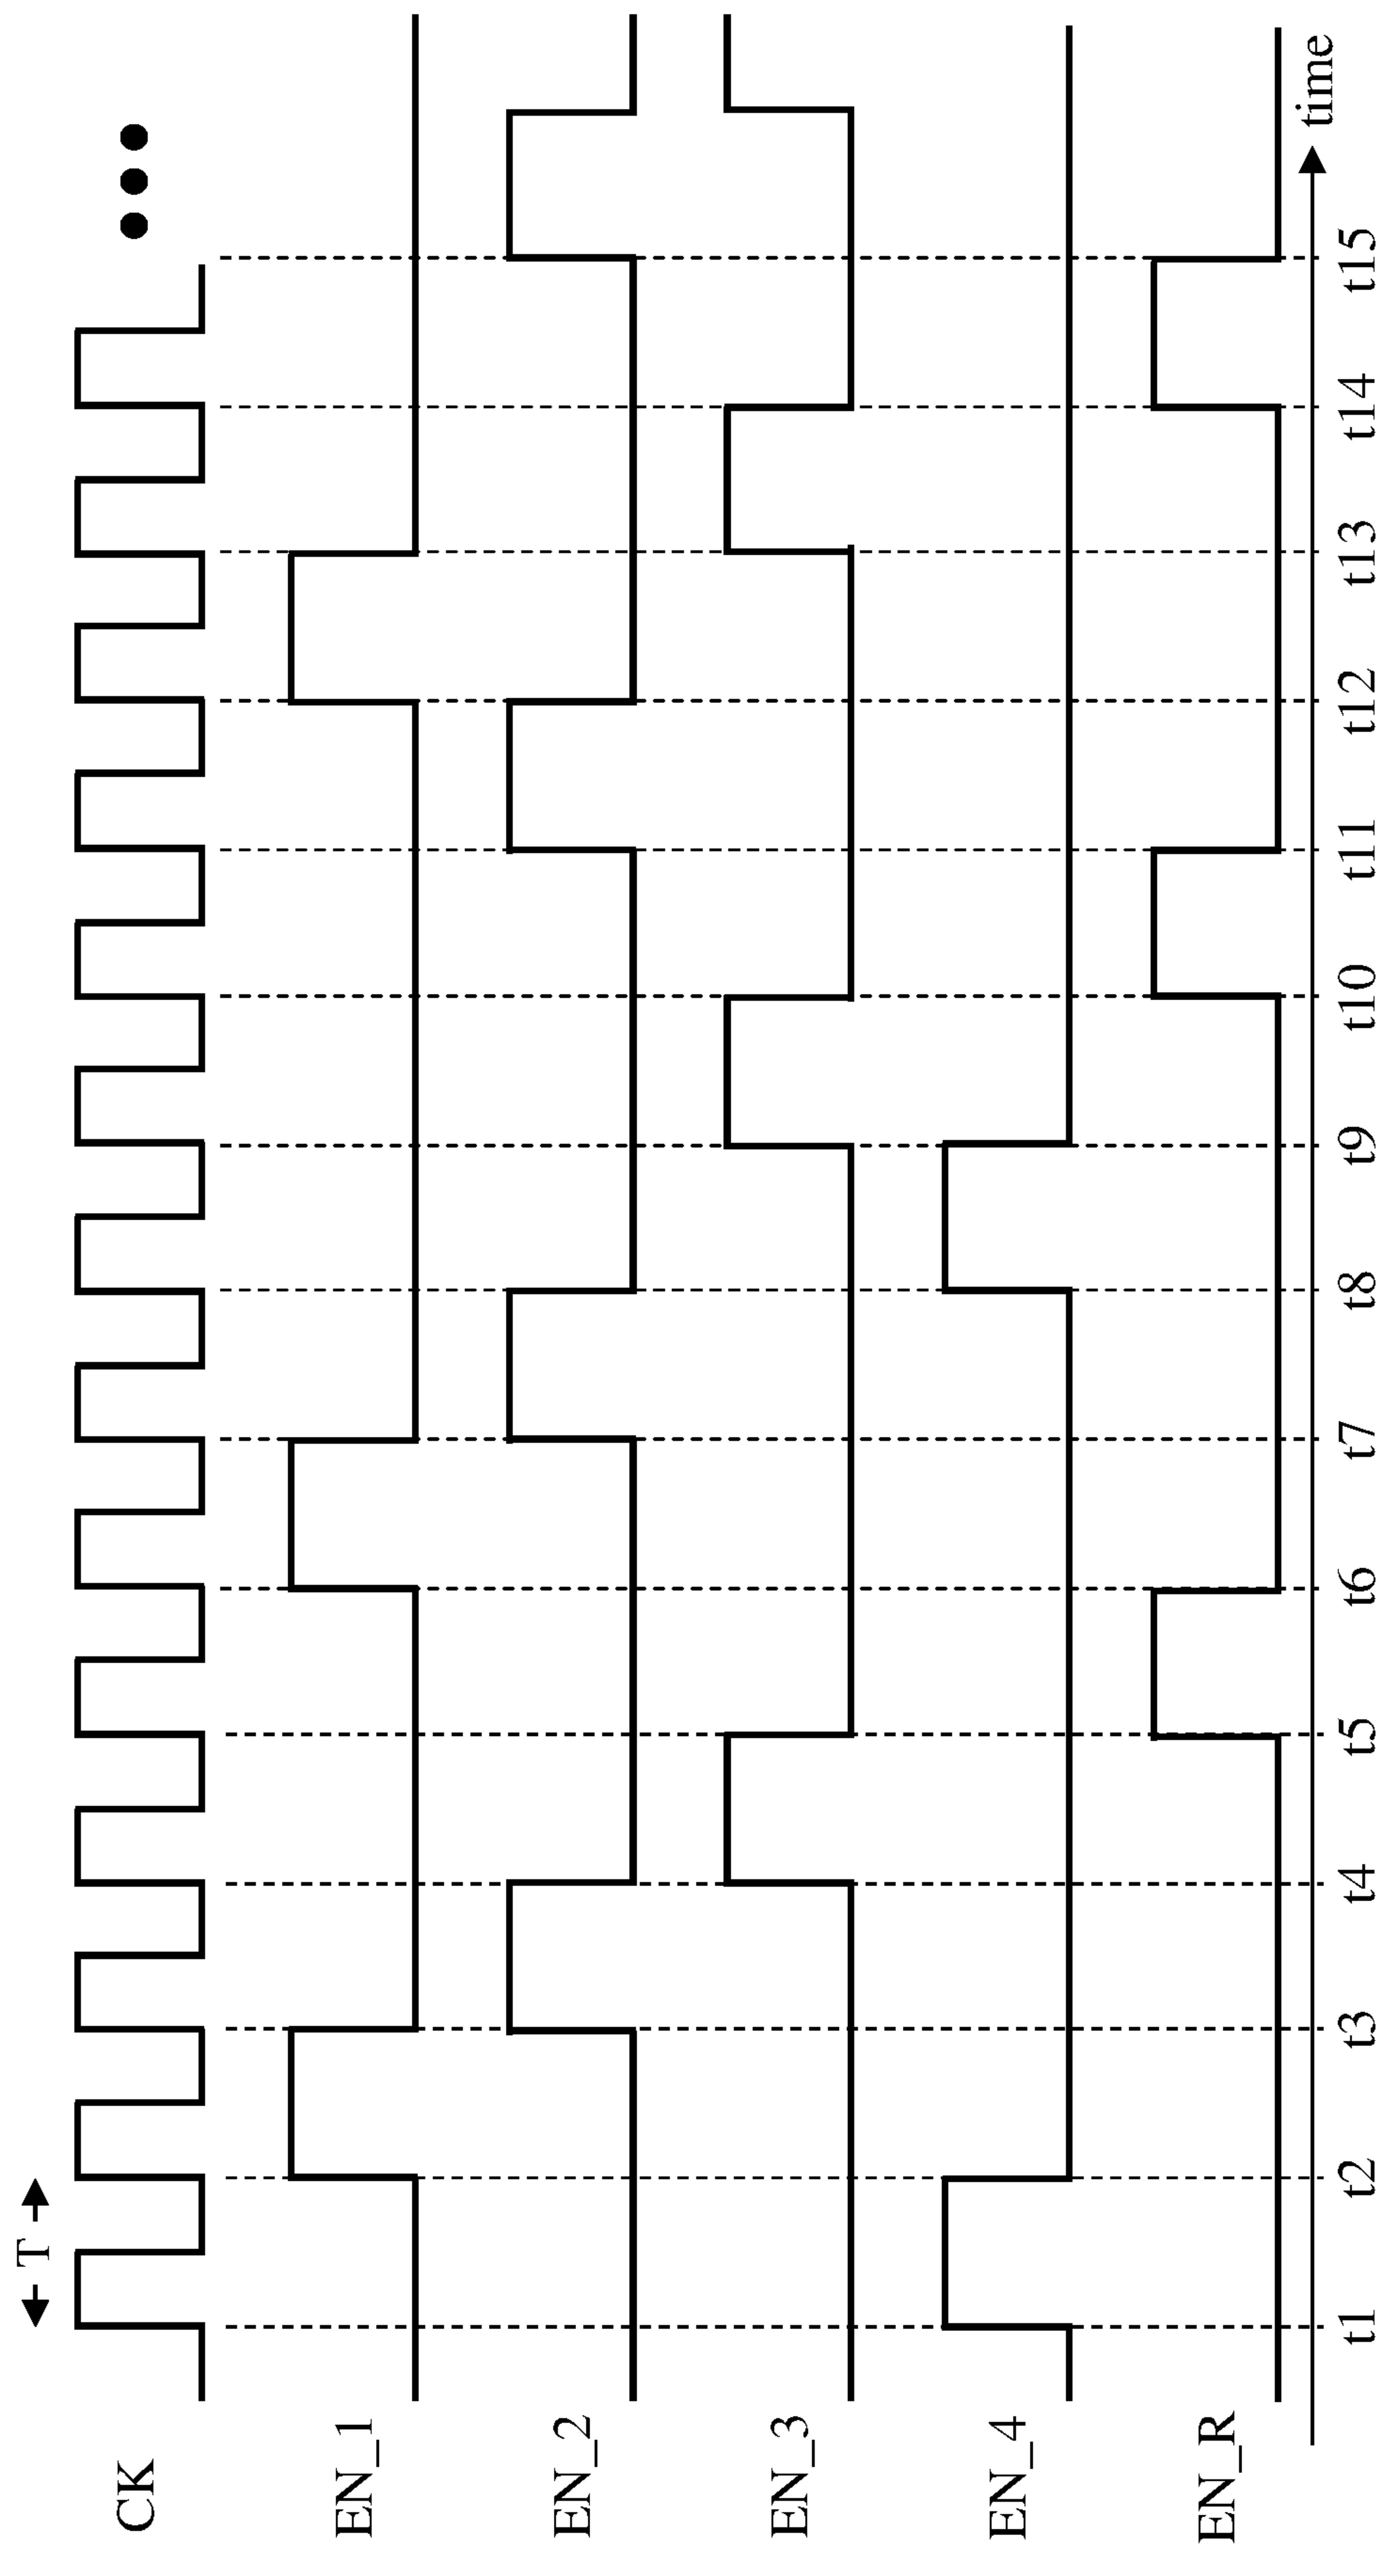 T
CK
EN_1
EN_2
EN_3
EN_4
EN_R
t1 t2 t3 t4 t5 t6 t7 t8 t9 t10 t11 t12 t13 t14 t15
time